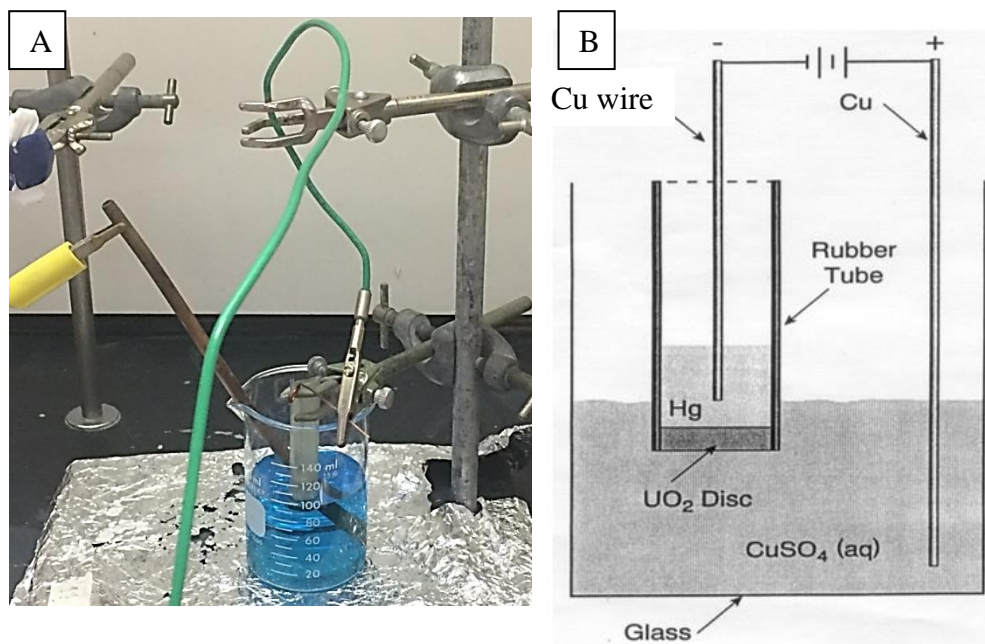 A
140 ml
120
100
80
60
40
20
B
-
+
Cu wire
Cu
Rubber
Tube
Hg
UO₂ Disc
CuSO₄ (aq)
Glass